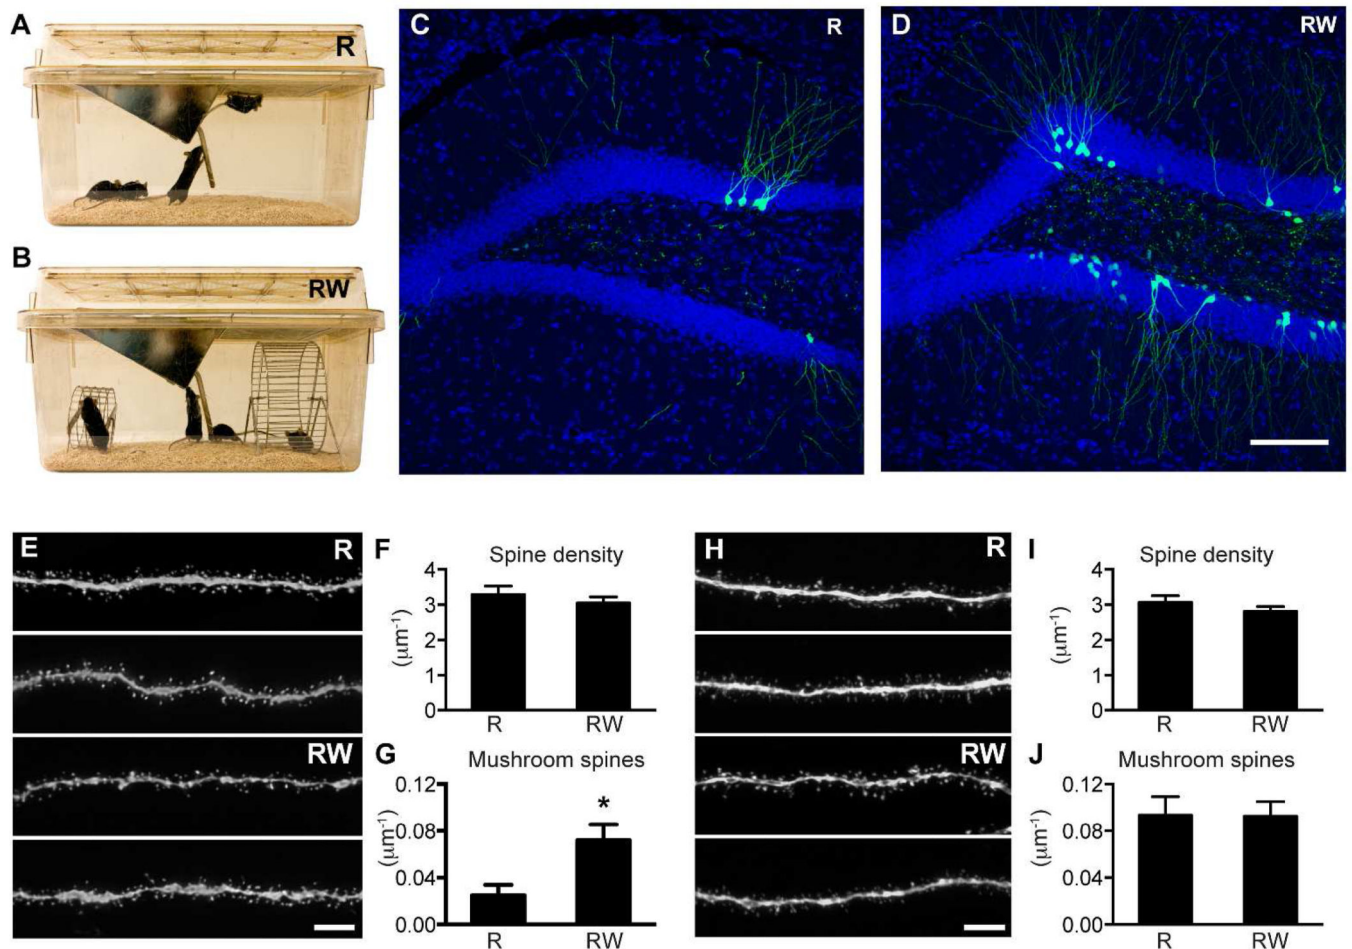 A
R
B
RW
C
R
D
RW
E
R
RW
F
Spine density
(μm⁻¹)
4
3
2
1
0
R
RW
G
Mushroom spines
(μm⁻¹)
0.12
0.08
0.04
0.00
*
R
RW
H
R
RW
I
Spine density
(μm⁻¹)
4
3
2
1
0
R
RW
J
Mushroom spines
(μm⁻¹)
0.12
0.08
0.04
0.00
R
RW